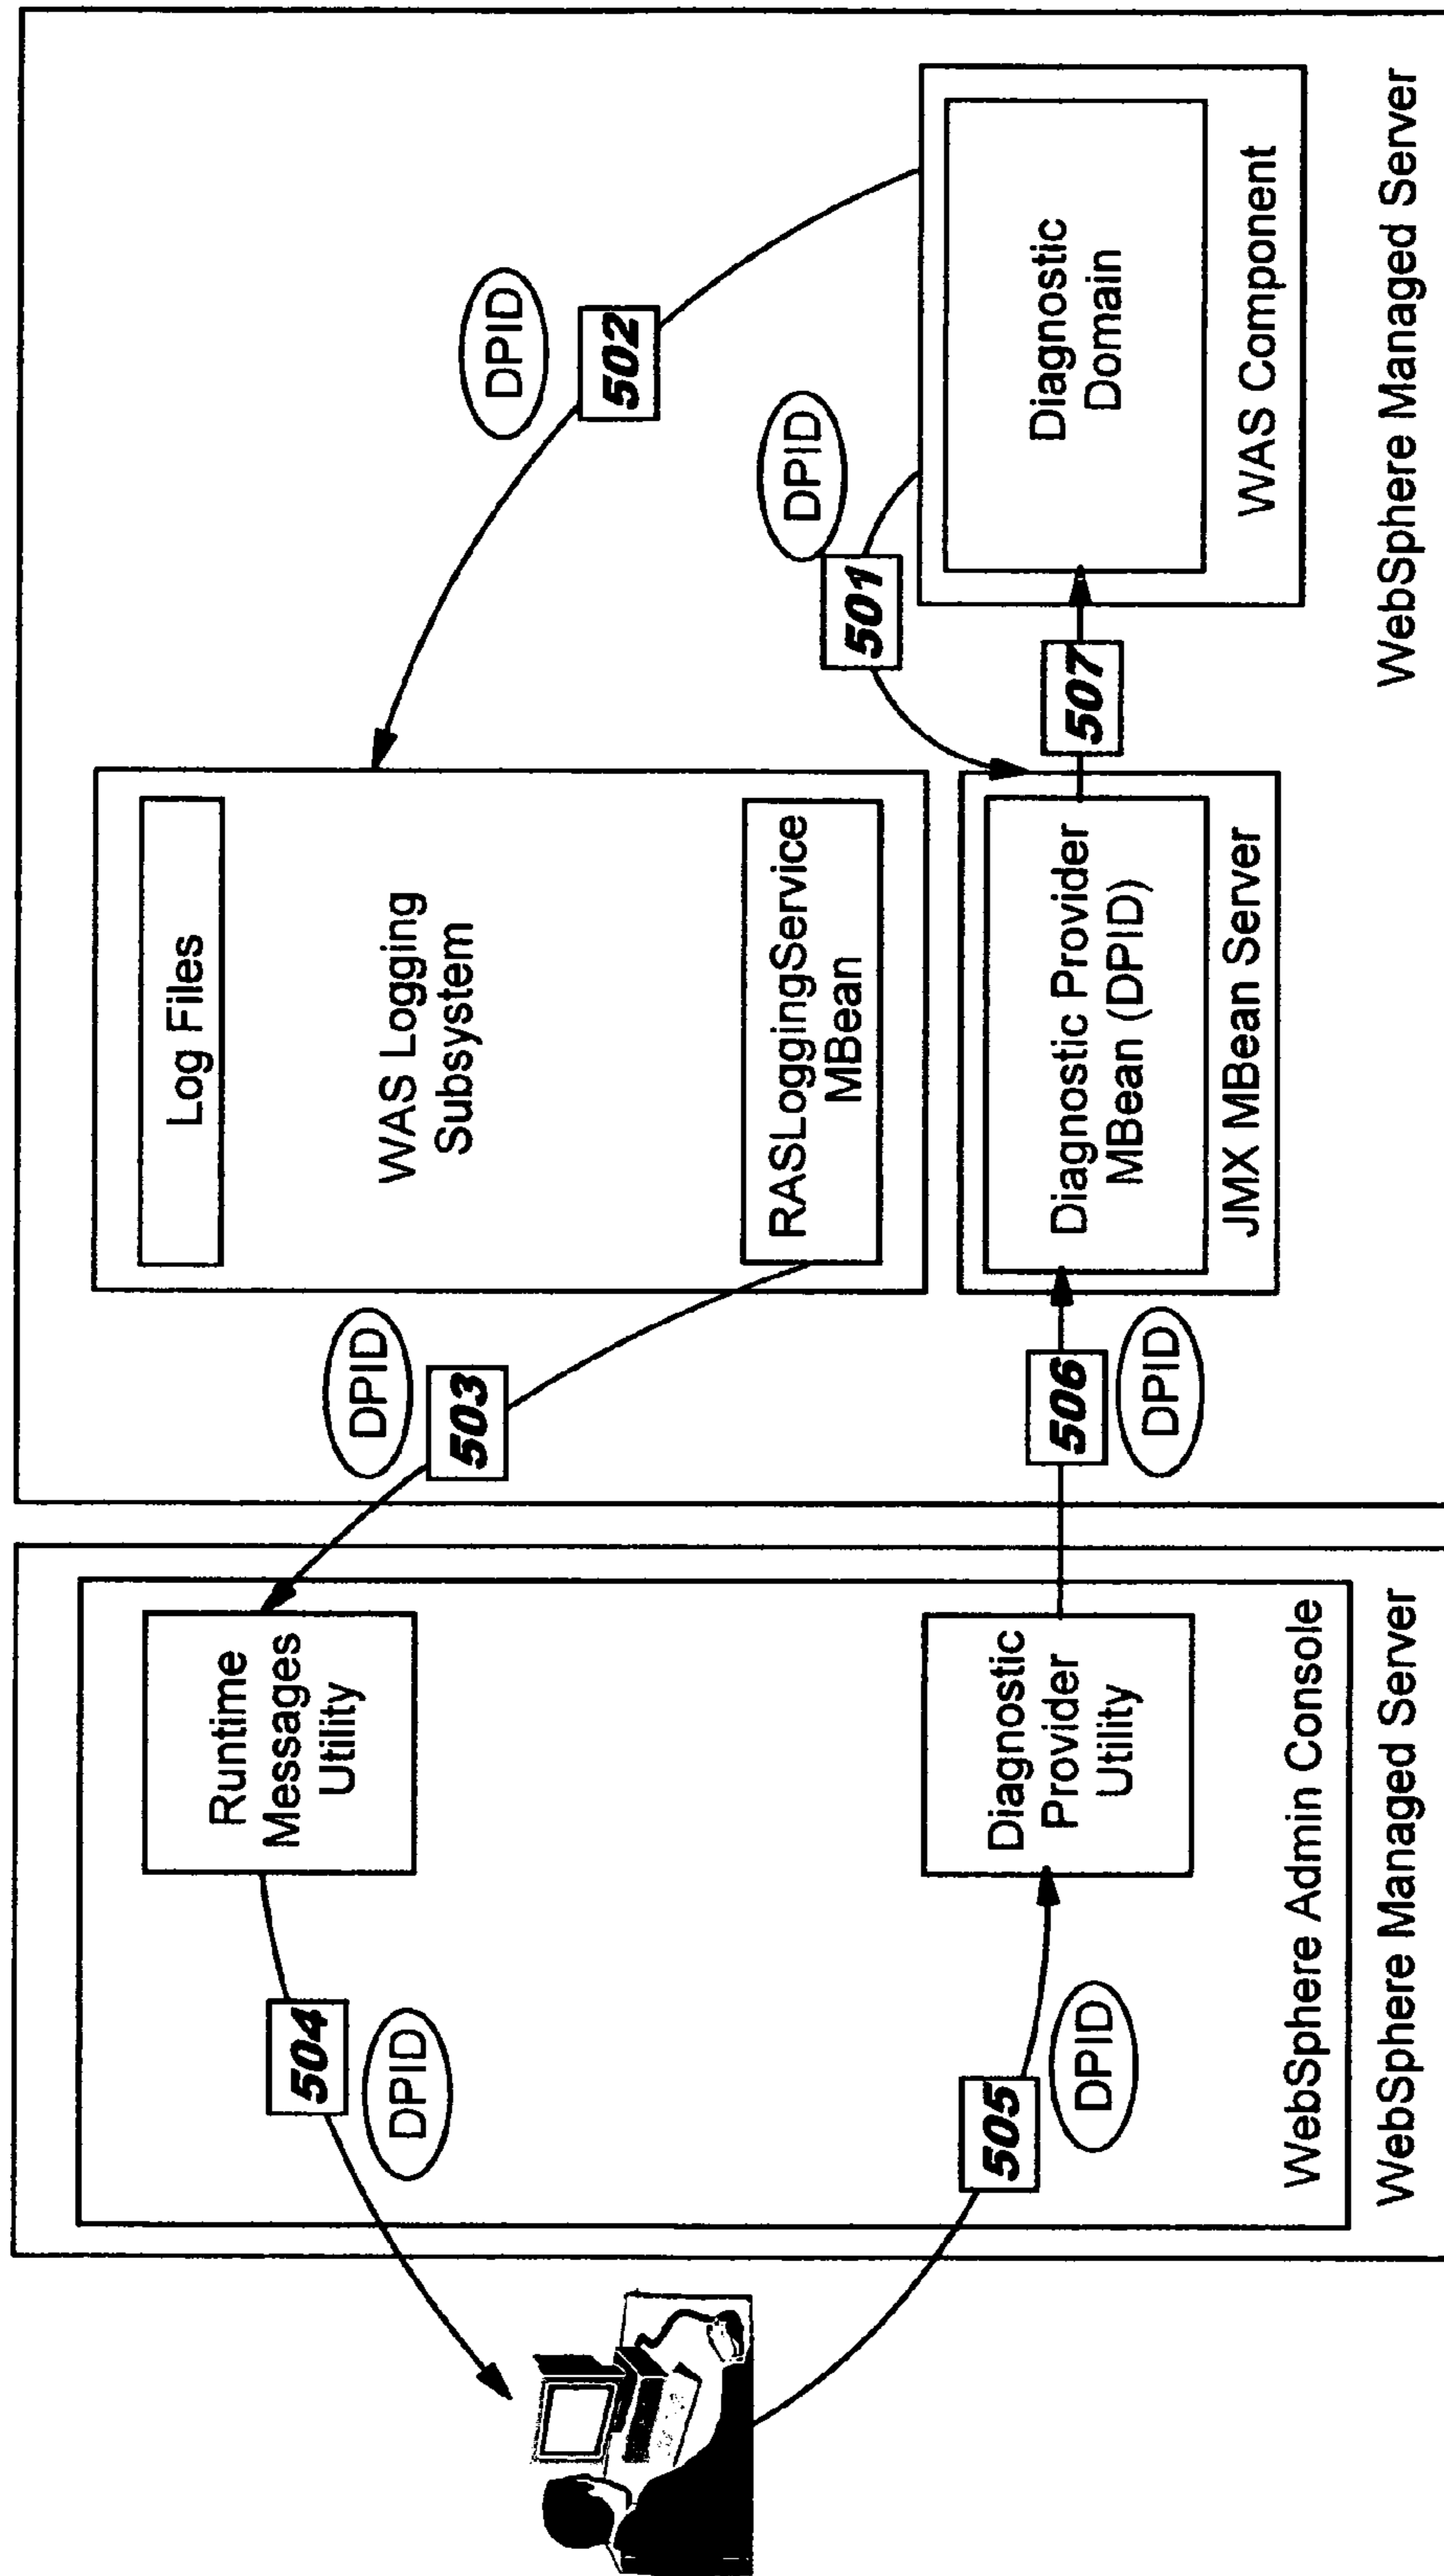 Runtime
Messages
Utility
504
DPID
505
DPID
Diagnostic
Provider
Utility
WebSphere Admin Console
WebSphere Managed Server
DPID
503
506
DPID
Log Files
WAS Logging
Subsystem
RASLoggingService
MBean
Diagnostic Provider
MBean (DPID)
JMX MBean Server
DPID
502
DPID
501
507
Diagnostic
Domain
WAS Component
WebSphere Managed Server